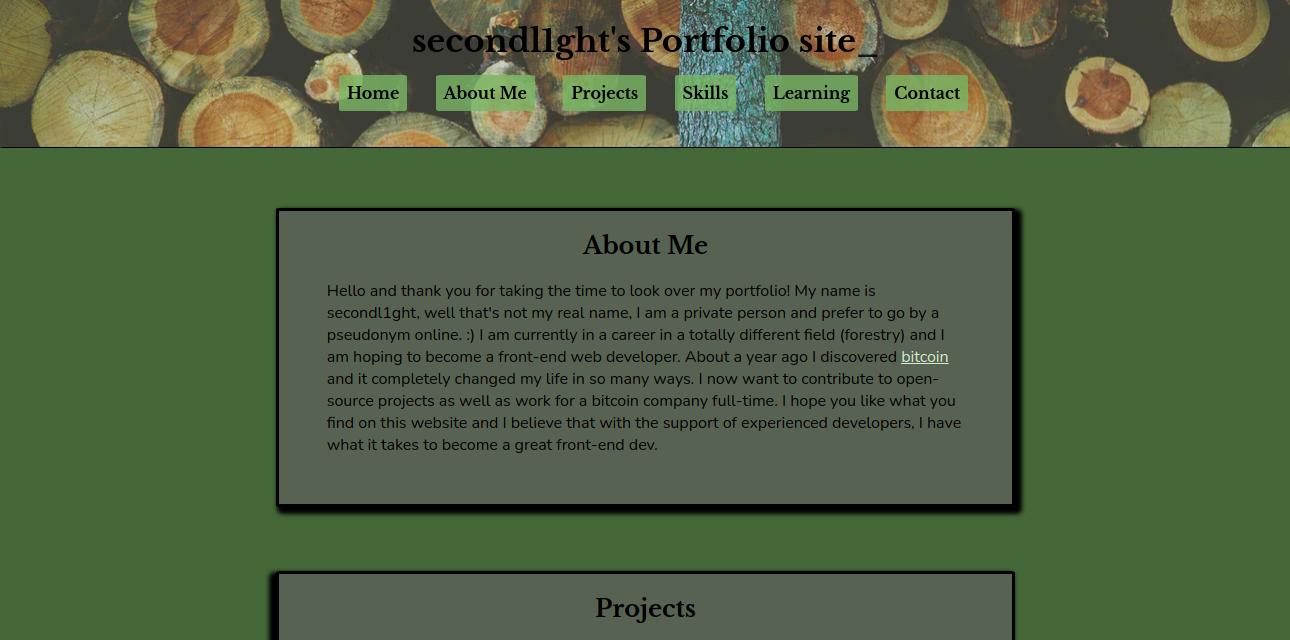 secondl1ght's Portfolio site_
Home About Me Projects Skills Learning Contact
About Me
Hello and thank you for taking the time to look over my portfolio! My name is
secondl1ght, well that's not my real name, I am a private person and prefer to go by a
pseudonym online. :) I am currently in a career in a totally different field (forestry) and I
am hoping to become a front-end web developer. About a year ago I discovered bitcoin
and it completely changed my life in so many ways. I now want to contribute to open-
source projects as well as work for a bitcoin company full-time. I hope you like what you
find on this website and I believe that with the support of experienced developers, I have
what it takes to become a great front-end dev.
Projects